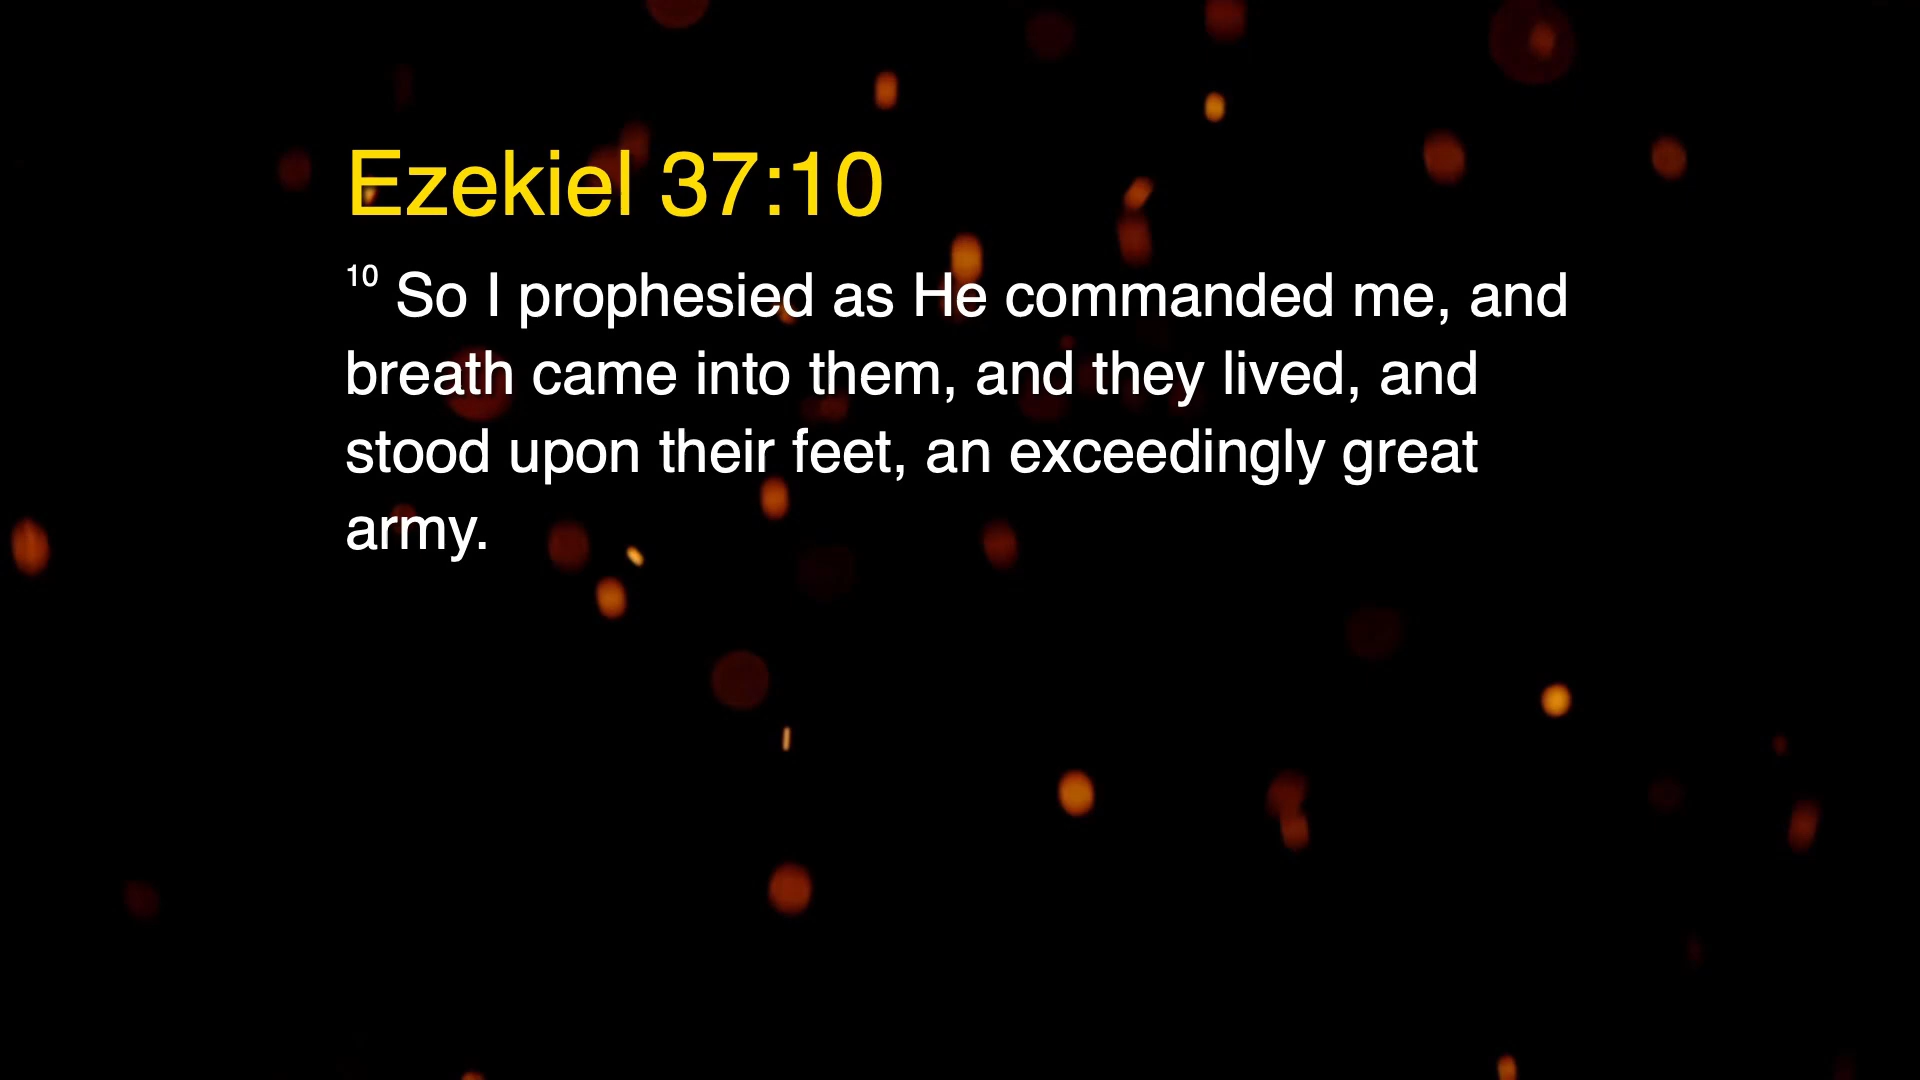 Ezekiel 37:10
10 So I prophesied as He commanded me, and
breath came into them, and they lived, and
stood upon their feet, an exceedingly great
army.